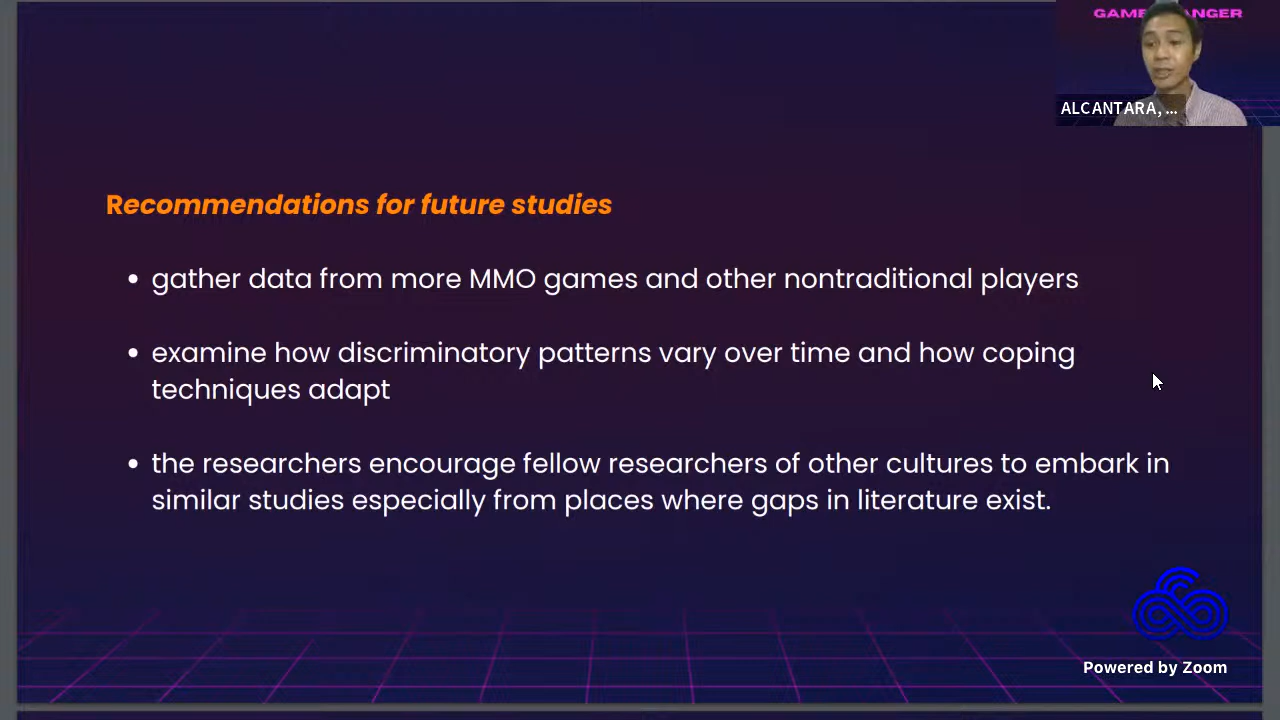 GAME
ANGER
ALCANTARA, ...
Recommendations for future studies
• gather data from more MMO games and other nontraditional players
• examine how discriminatory patterns vary over time and how coping
techniques adapt
• the researchers encourage fellow researchers of other cultures to embark in
similar studies especially from places where gaps in literature exist.
Powered by Zoom